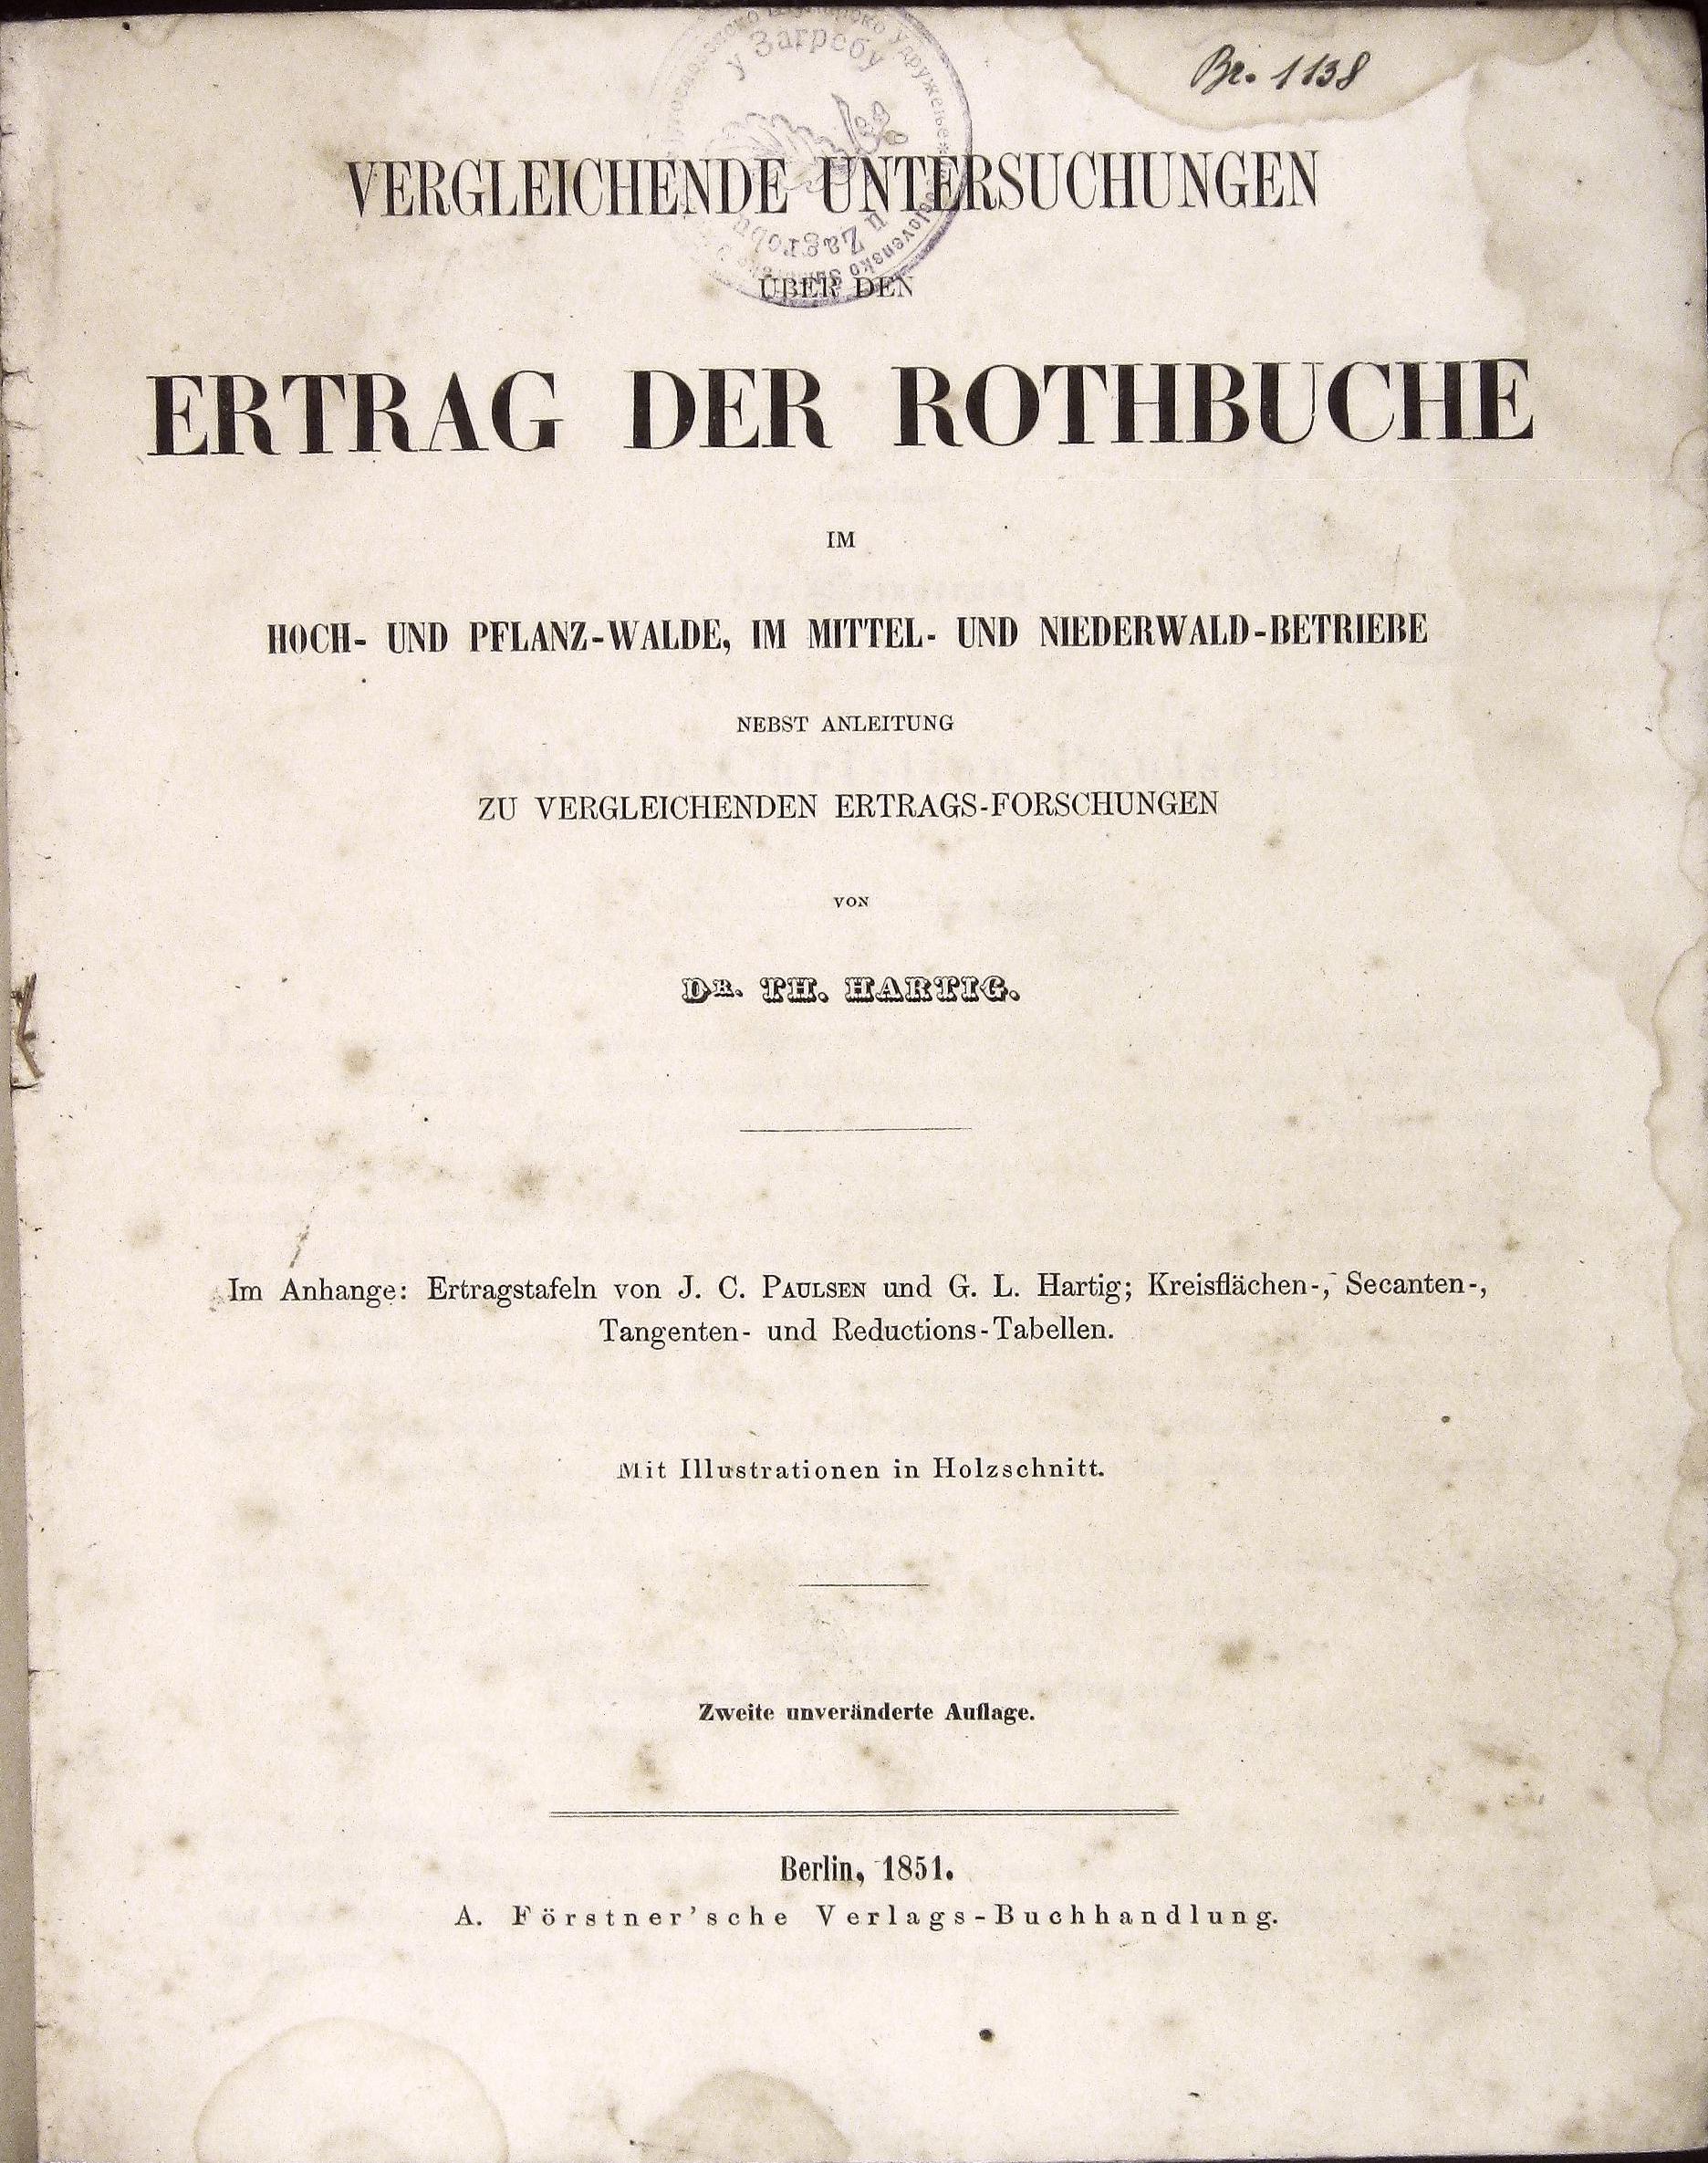 у Загребу
Br. 1138
VERGLEICHENDE UNTERSUCHUNGEN
u Zagrebu
ÜBER DEN
ERTRAG DER ROTHBUCHE
IM
HOCH- UND PFLANZ-WALDE, IM MITTEL- UND NIEDERWALD-BETRIEBE
NEBST ANLEITUNG
ZU VERGLEICHENDEN ERTRAGS-FORSCHUNGEN
VON
DR. TH. HARTIG.
Im Anhange: Ertragstafeln von J. C. PAULSEN und G. L. Hartig; Kreisflächen-, Secanten-,
Tangenten- und Reductions-Tabellen.
Mit Illustrationen in Holzschnitt.
Zweite unveränderte Auflage.
Berlin, 1851.
A. Förstner'sche Verlags-Buchhandlung.